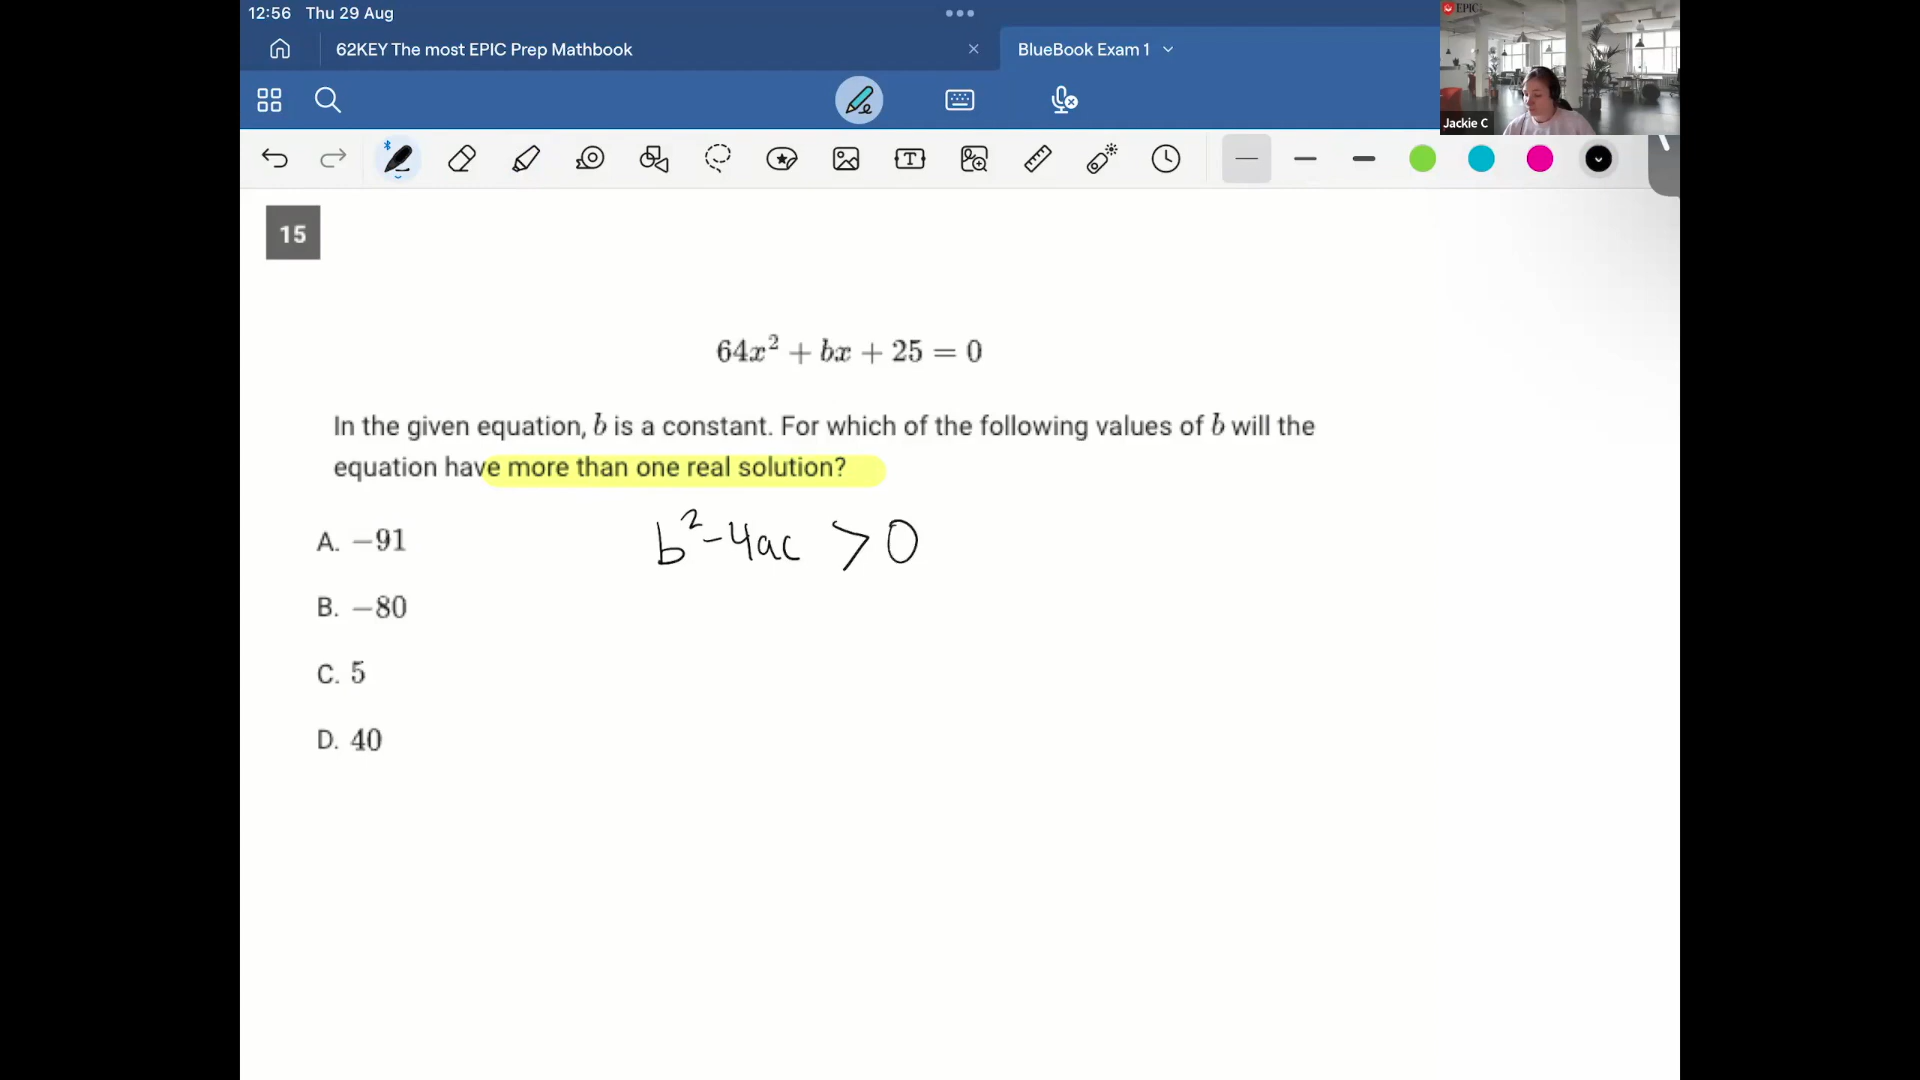 12:56 Thu 29 Aug
62KEY The most EPIC Prep Mathbook
BlueBook Exam 1
EPIC
Jackie C
15
64x² + bx + 25 = 0
In the given equation, b is a constant. For which of the following values of b will the
equation have more than one real solution?
b²-4ac > 0
A. −91
B. −80
C. 5
D. 40